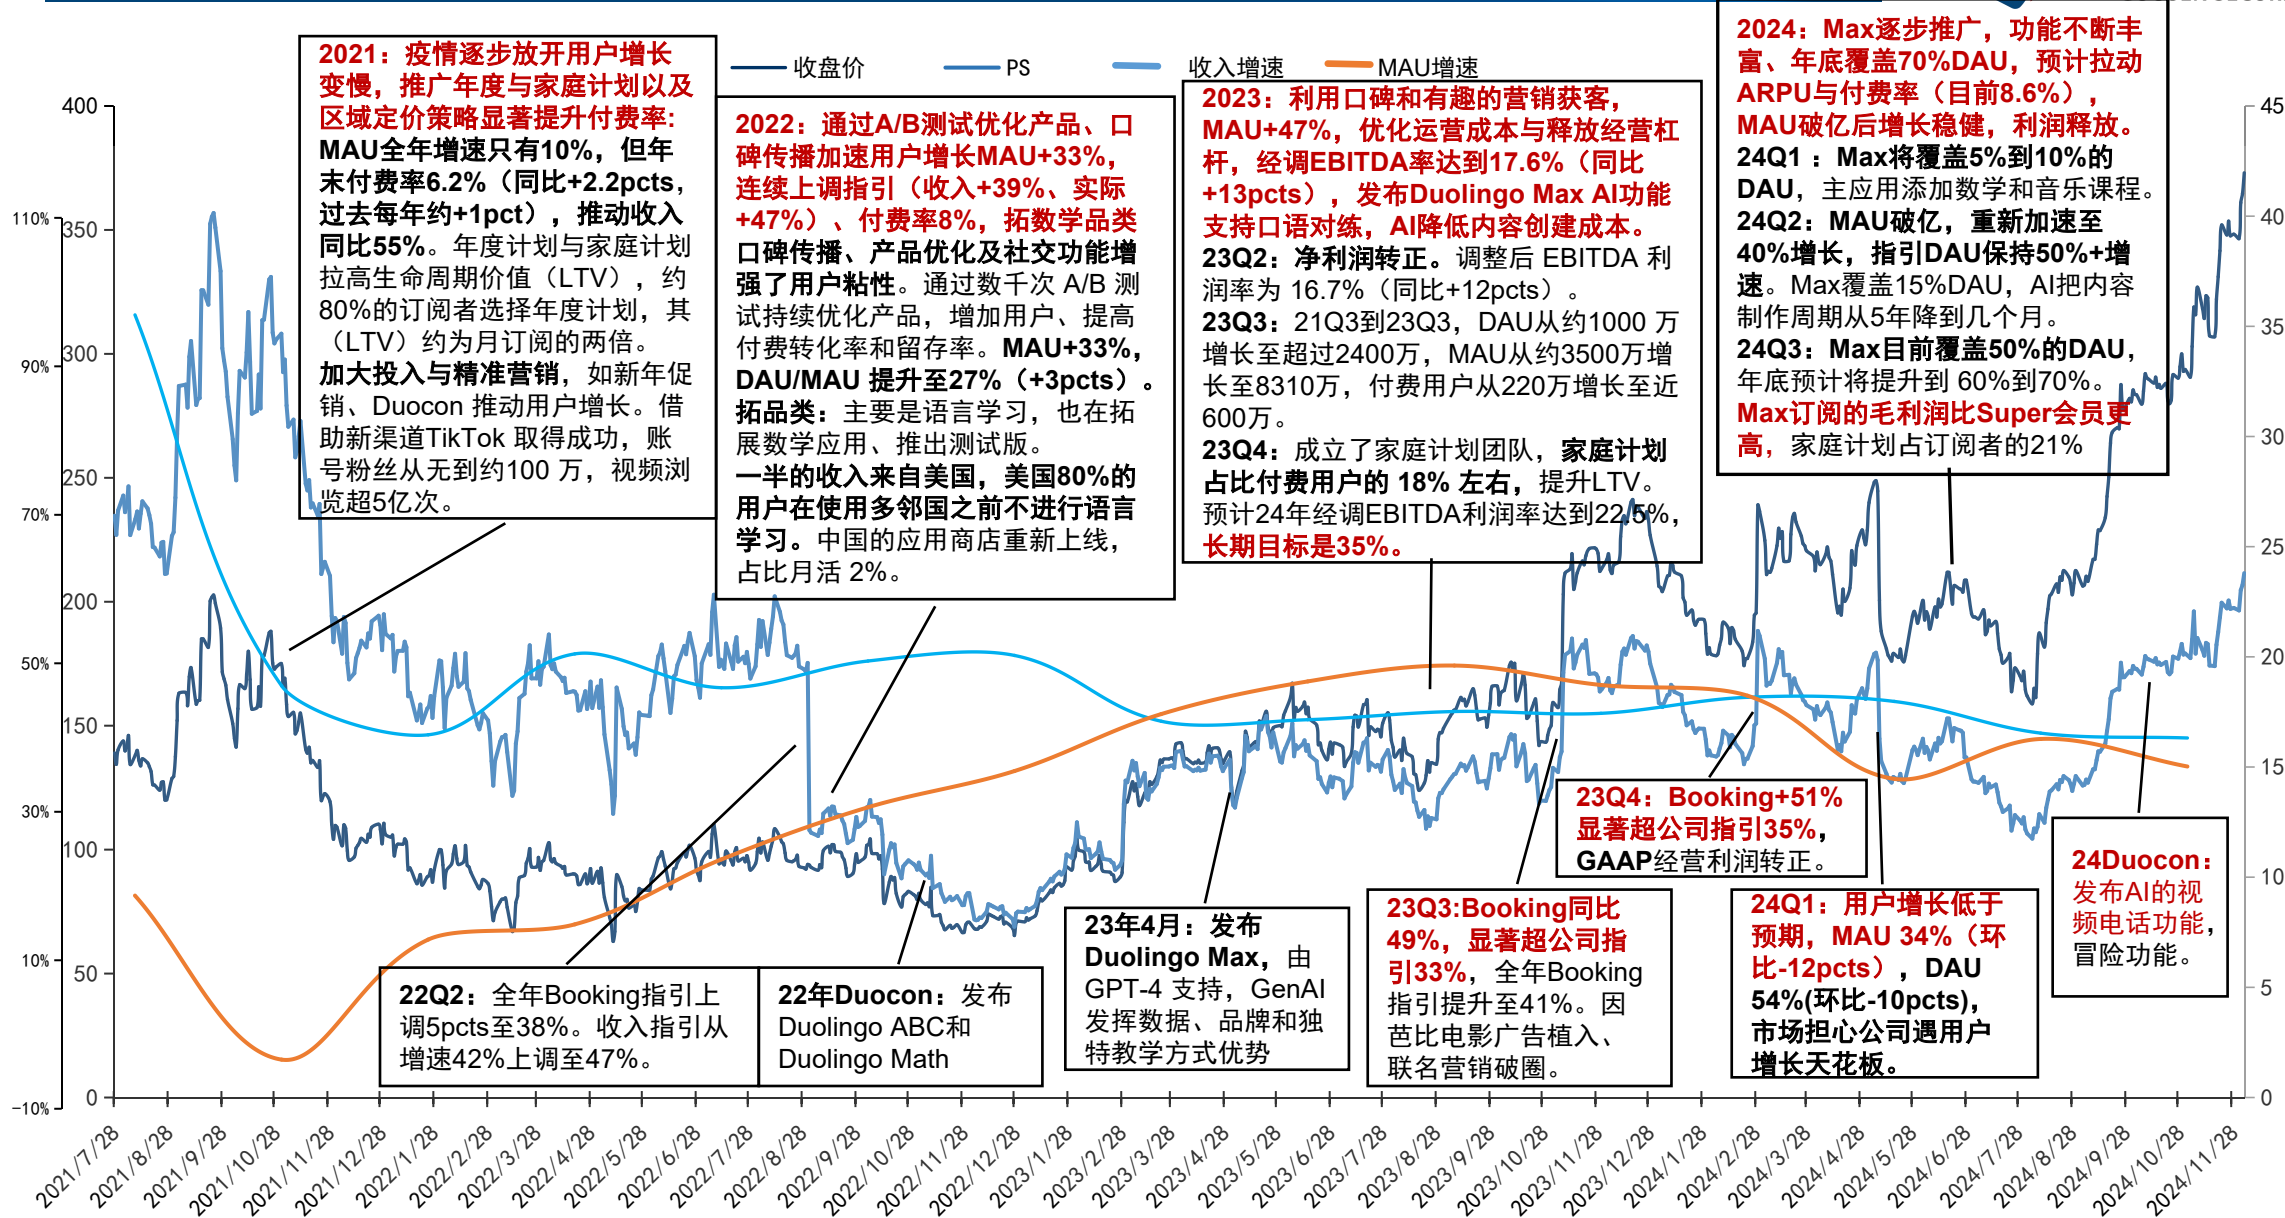 收盘价
PS
收入增速
MAU增速
2021：疫情逐步放开用户增长
变慢，推广年度与家庭计划以及
区域定价策略显著提升付费率:
MAU全年增速只有10%，但年
末付费率6.2%（同比+2.2pcts，
过去每年约+1pct），推动收入
同比55%。年度计划与家庭计划
拉高生命周期价值（LTV），约
80%的订阅者选择年度计划，其
（LTV）约为月订阅的两倍。
加大投入与精准营销，如新年促
销、Duocon 推动用户增长。借
助新渠道TikTok 取得成功，账
号粉丝从无到约100 万，视频浏
览超5亿次。
2022：通过A/B测试优化产品、口
碑传播加速用户增长MAU+33%，
连续上调指引（收入+39%、实际
+47%）、付费率8%，拓数学品类
口碑传播、产品优化及社交功能增
强了用户粘性。通过数千次 A/B 测
试持续优化产品，增加用户、提高
付费转化率和留存率。MAU+33%，
DAU/MAU 提升至27%（+3pcts）。
拓品类：主要是语言学习，也在拓
展数学应用、推出测试版。
一半的收入来自美国，美国80%的
用户在使用多邻国之前不进行语言
学习。中国的应用商店重新上线，
占比月活 2%。
2023：利用口碑和有趣的营销获客，
MAU+47%，优化运营成本与释放经营杠
杆，经调EBITDA率达到17.6%（同比
+13pcts），发布Duolingo Max AI功能
支持口语对练，AI降低内容创建成本。
23Q2：净利润转正。调整后 EBITDA 利
润率为 16.7%（同比+12pcts）。
23Q3：21Q3到23Q3，DAU从约1000 万
增长至超过2400万，MAU从约3500万增
长至8310万，付费用户从220万增长至近
600万。
23Q4：成立了家庭计划团队，家庭计划
占比付费用户的 18% 左右，提升LTV。
预计24年经调EBITDA利润率达到22.5%，
长期目标是35%。
2024：Max逐步推广，功能不断丰
富、年底覆盖70%DAU，预计拉动
ARPU与付费率（目前8.6%），
MAU破亿后增长稳健，利润释放。
24Q1 ：Max将覆盖5%到10%的
DAU，主应用添加数学和音乐课程。
24Q2：MAU破亿，重新加速至
40%增长，指引DAU保持50%+增
速。Max覆盖15%DAU，AI把内容
制作周期从5年降到几个月。
24Q3：Max目前覆盖50%的DAU，
年底预计将提升到 60%到70%。
Max订阅的毛利润比Super会员更
高，家庭计划占订阅者的21%
22Q2：全年Booking指引上
调5pcts至38%。收入指引从
增速42%上调至47%。
22年Duocon：发布
Duolingo ABC和
Duolingo Math
23年4月：发布
Duolingo Max，由
GPT-4 支持，GenAI
发挥数据、品牌和独
特教学方式优势
23Q3:Booking同比
49%，显著超公司指
引33%，全年Booking
指引提升至41%。因
芭比电影广告植入、
联名营销破圈。
23Q4：Booking+51%
显著超公司指引35%，
GAAP经营利润转正。
24Q1：用户增长低于
预期，MAU 34%（环
比-12pcts），DAU
54%(环比-10pcts)，
市场担心公司遇用户
增长天花板。
24Duocon：
发布AI的视
频电话功能，
冒险功能。
110%
90%
70%
50%
30%
10%
-10%
400
350
300
250
200
150
100
50
0
45
40
35
30
25
20
15
10
5
0
2021/7/28
2021/8/28
2021/9/28
2021/10/28
2021/11/28
2021/12/28
2022/1/28
2022/2/28
2022/3/28
2022/4/28
2022/5/28
2022/6/28
2022/7/28
2022/8/28
2022/9/28
2022/10/28
2022/11/28
2022/12/28
2023/1/28
2023/2/28
2023/3/28
2023/4/28
2023/5/28
2023/6/28
2023/7/28
2023/8/28
2023/9/28
2023/10/28
2023/11/28
2023/12/28
2024/1/28
2024/2/28
2024/3/28
2024/4/28
2024/5/28
2024/6/28
2024/7/28
2024/8/28
2024/9/28
2024/10/28
2024/11/28